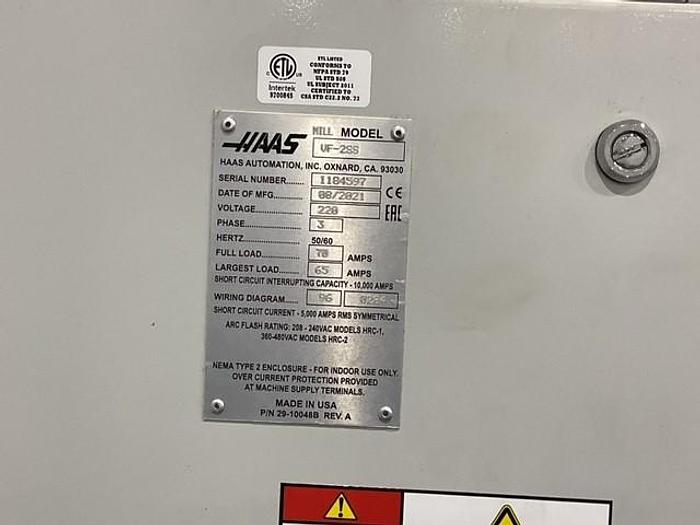 ETL LISTED
CONFORMS TO
NFPA STD 79
UL STD 508
UL SUBJECT 2011
CERTIFIED TO
CSA STD C22.2 NO. 73
C ETL US
Intertek
9700845
HAAS MILL MODEL
VF-2SS
HAAS AUTOMATION, INC. OXNARD, CA. 93030
SERIAL NUMBER....... 1184597
DATE OF MFG........... 08/2021 CE
VOLTAGE................... 220 EAC
PHASE....................... 3
HERTZ....................... 50/60
FULL LOAD................ 70 AMPS
LARGEST LOAD......... 65 AMPS
SHORT CIRCUIT INTERRUPTING CAPACITY - 10,000 AMPS
WIRING DIAGRAM....... 96
SHORT CIRCUIT CURRENT - 5,000 AMPS RMS SYMMETRICAL
ARC FLASH RATING: 208 - 240VAC MODELS HRC-1,
360-480VAC MODELS HRC-2
NEMA TYPE 2 ENCLOSURE - FOR INDOOR USE ONLY.
OVER CURRENT PROTECTION PROVIDED
AT MACHINE SUPPLY TERMINALS.
MADE IN USA
P/N 29-10048B REV. A